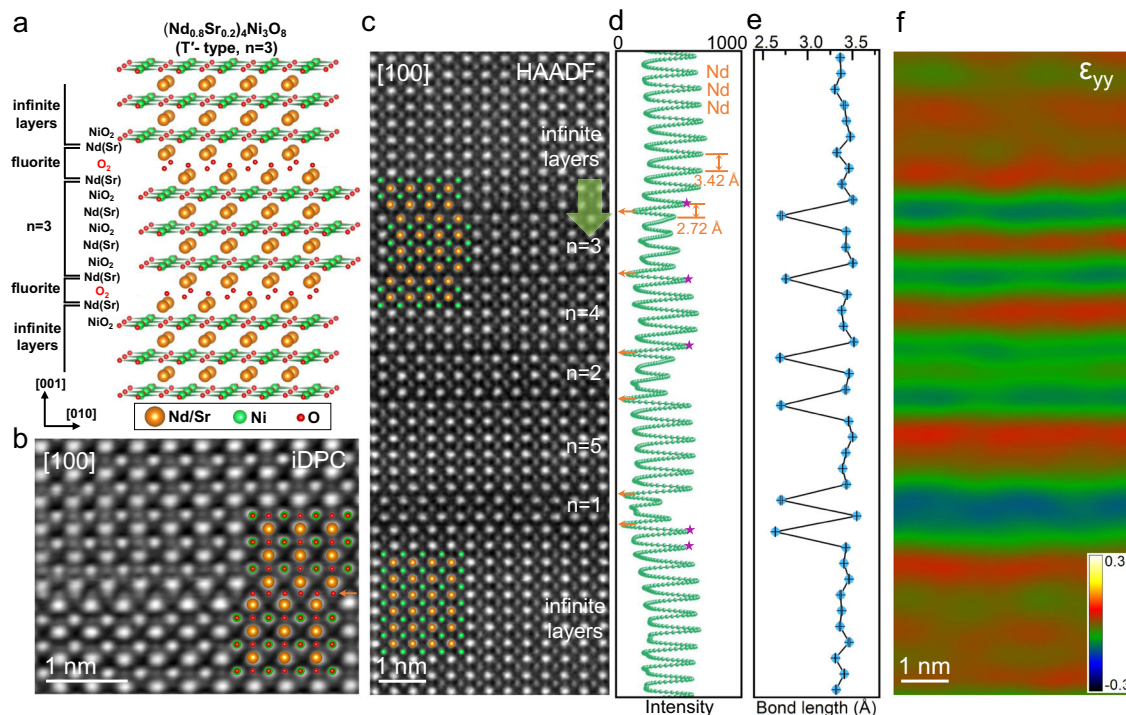 a
(Nd0.8Sr0.2)4Ni3O8
(T′- type, n=3)
infinite
layers
NiO2
Nd(Sr)
fluorite
O2
Nd(Sr)
NiO2
Nd(Sr)
n=3
NiO2
Nd(Sr)
NiO2
Nd(Sr)
fluorite
O2
Nd(Sr)
infinite
layers
NiO2
[001]
[010]
Nd/Sr
Ni
O
b
[100]
iDPC
1 nm
c
[100]
HAADF
infinite
layers
n=3
n=4
n=2
n=5
n=1
infinite
layers
1 nm
d
0
1000
Nd
Nd
Nd
3.42 Å
2.72 Å
Intensity
e
2.5
3.0
3.5
Bond length (Å)
f
εyy
0.3
-0.3
1 nm